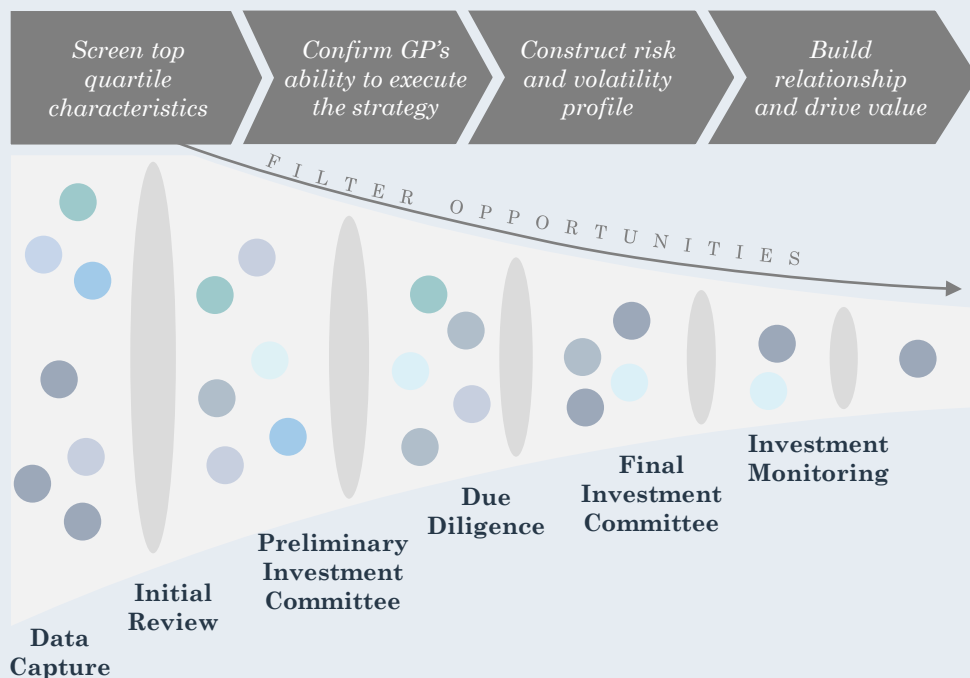 Screen top
quartile
characteristics
Confirm GP's
ability to execute
the strategy
Construct risk
and volatility
profile
Build
relationship
and drive value
FILTER OPPORTUNITIES
Data
Capture
Initial
Review
Preliminary
Investment
Committee
Due
Diligence
Final
Investment
Committee
Investment
Monitoring